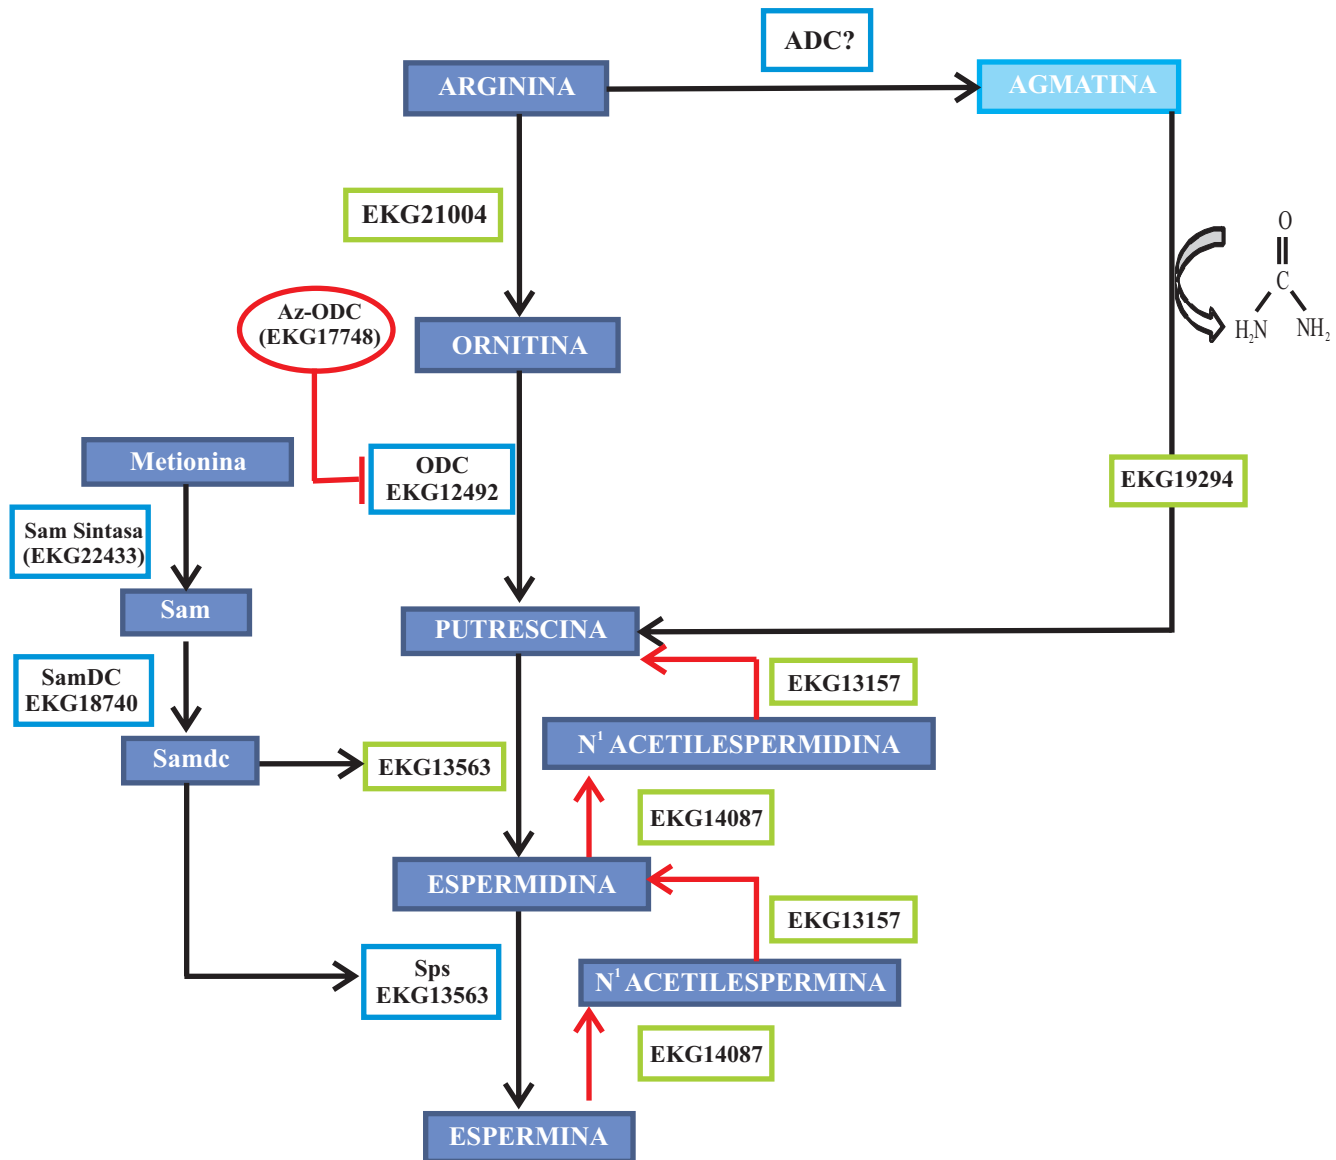 ADC?
ARGININA
AGMATINA
EKG21004
O
C
H₂N
NH₂
Az-ODC
(EKG17748)
ORNITINA
Metionina
ODC
EKG12492
EKG19294
Sam Sintasa
(EKG22433)
Sam
PUTRESCINA
SamDC
EKG18740
EKG13157
N¹ ACETILESPERMIDINA
Samdc
EKG13563
EKG14087
ESPERMIDINA
EKG13157
Sps
EKG13563
N¹ ACETILESPERMINA
EKG14087
ESPERMINA